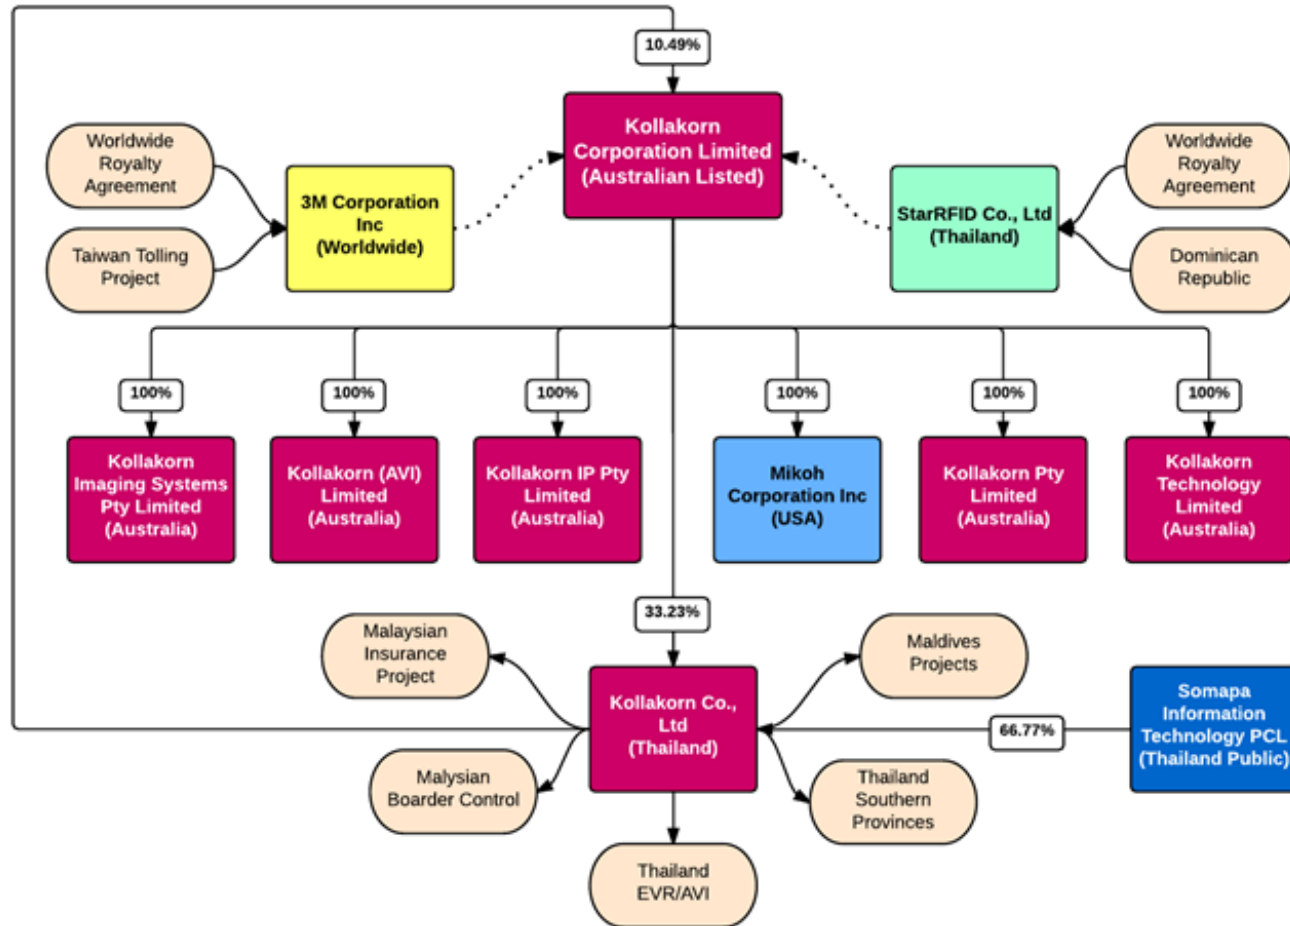 10.49%
Kollakorn
Corporation Limited
(Australian Listed)
Worldwide
Royalty
Agreement
Taiwan Tolling
Project
3M Corporation
Inc
(Worldwide)
StarRFID Co., Ltd
(Thailand)
Worldwide
Royalty
Agreement
Dominican
Republic
100%
100%
100%
100%
100%
100%
Kollakorn
Imaging Systems
Pty Limited
(Australia)
Kollakorn (AVI)
Limited
(Australia)
Kollakorn IP Pty
Limited
(Australia)
Mikoh
Corporation Inc
(USA)
Kollakorn Pty
Limited
(Australia)
Kollakorn
Technology
Limited
(Australia)
33.23%
Malaysian
Insurance
Project
Maldives
Projects
Kollakorn Co.,
Ltd
(Thailand)
66.77%
Somapa
Information
Technology PCL
(Thailand Public)
Malysian
Boarder Control
Thailand
Southern
Provinces
Thailand
EVR/AVI